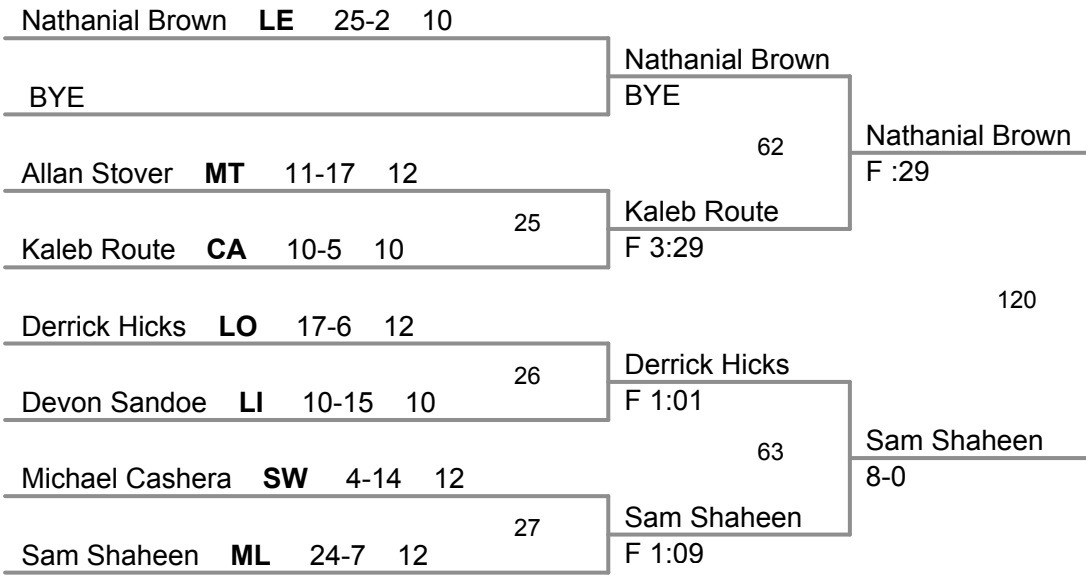 Nathanial Brown LE 25-2 10
BYE
Allan Stover MT 11-17 12
Kaleb Route CA 10-5 10
Derrick Hicks LO 17-6 12
Devon Sandoe LI 10-15 10
Michael Cashera SW 4-14 12
Sam Shaheen ML 24-7 12
25
26
27
Nathanial Brown
BYE
Kaleb Route
F 3:29
Derrick Hicks
F 1:01
Sam Shaheen
F 1:09
62
63
Nathanial Brown
F :29
Sam Shaheen
8-0
120